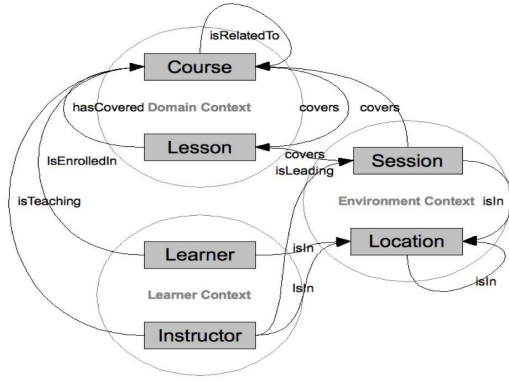 isRelatedTo
Course
hasCovered
Domain Context
covers
covers
Lesson
covers
IsEnrolledIn
isLeading
Session
isTeaching
Environment Context
isIn
Learner
isIn
Location
Learner Context
IsIn
isIn
Instructor